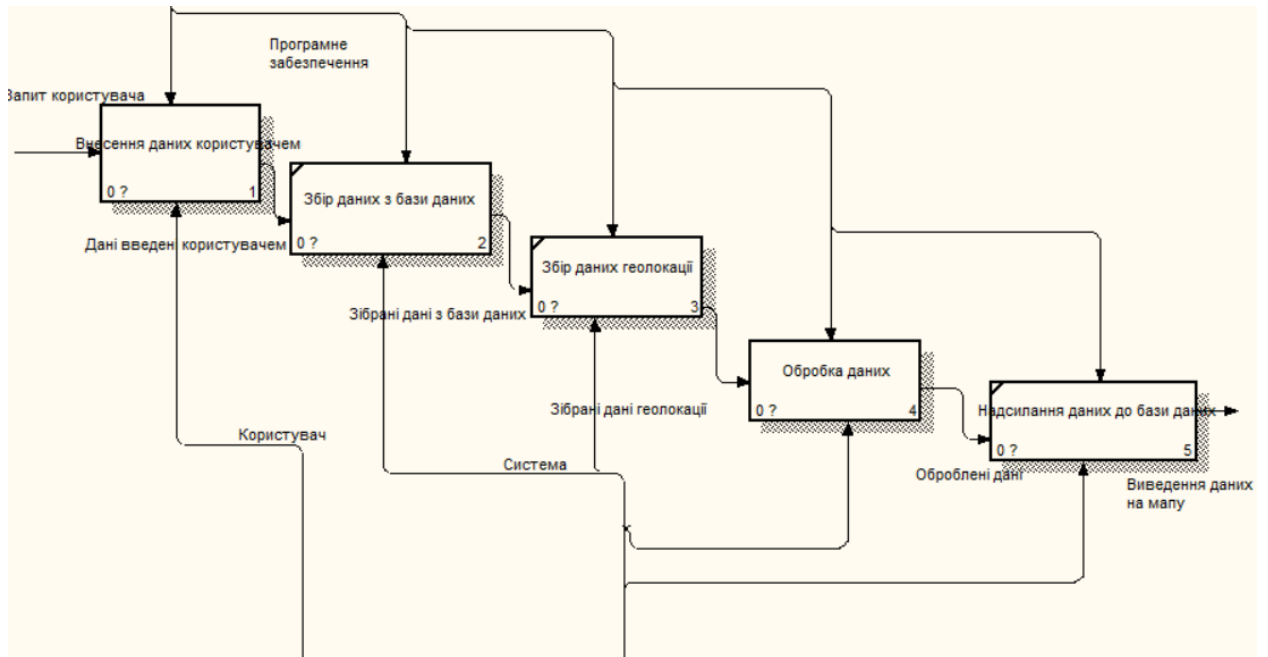 Програмне
забезпечення
Запит користувача
Внесення даних користувачем
0 ?
1
Збір даних з бази даних
0 ?
2
Дані введені користувачем
Збір даних геолокації
0 ?
3
Зібрані дані з бази даних
Обробка даних
0 ?
4
Зібрані дані геолокації
Надсилання даних до бази даних
0 ?
5
Користувач
Система
Оброблені дані
Виведення даних
на мапу